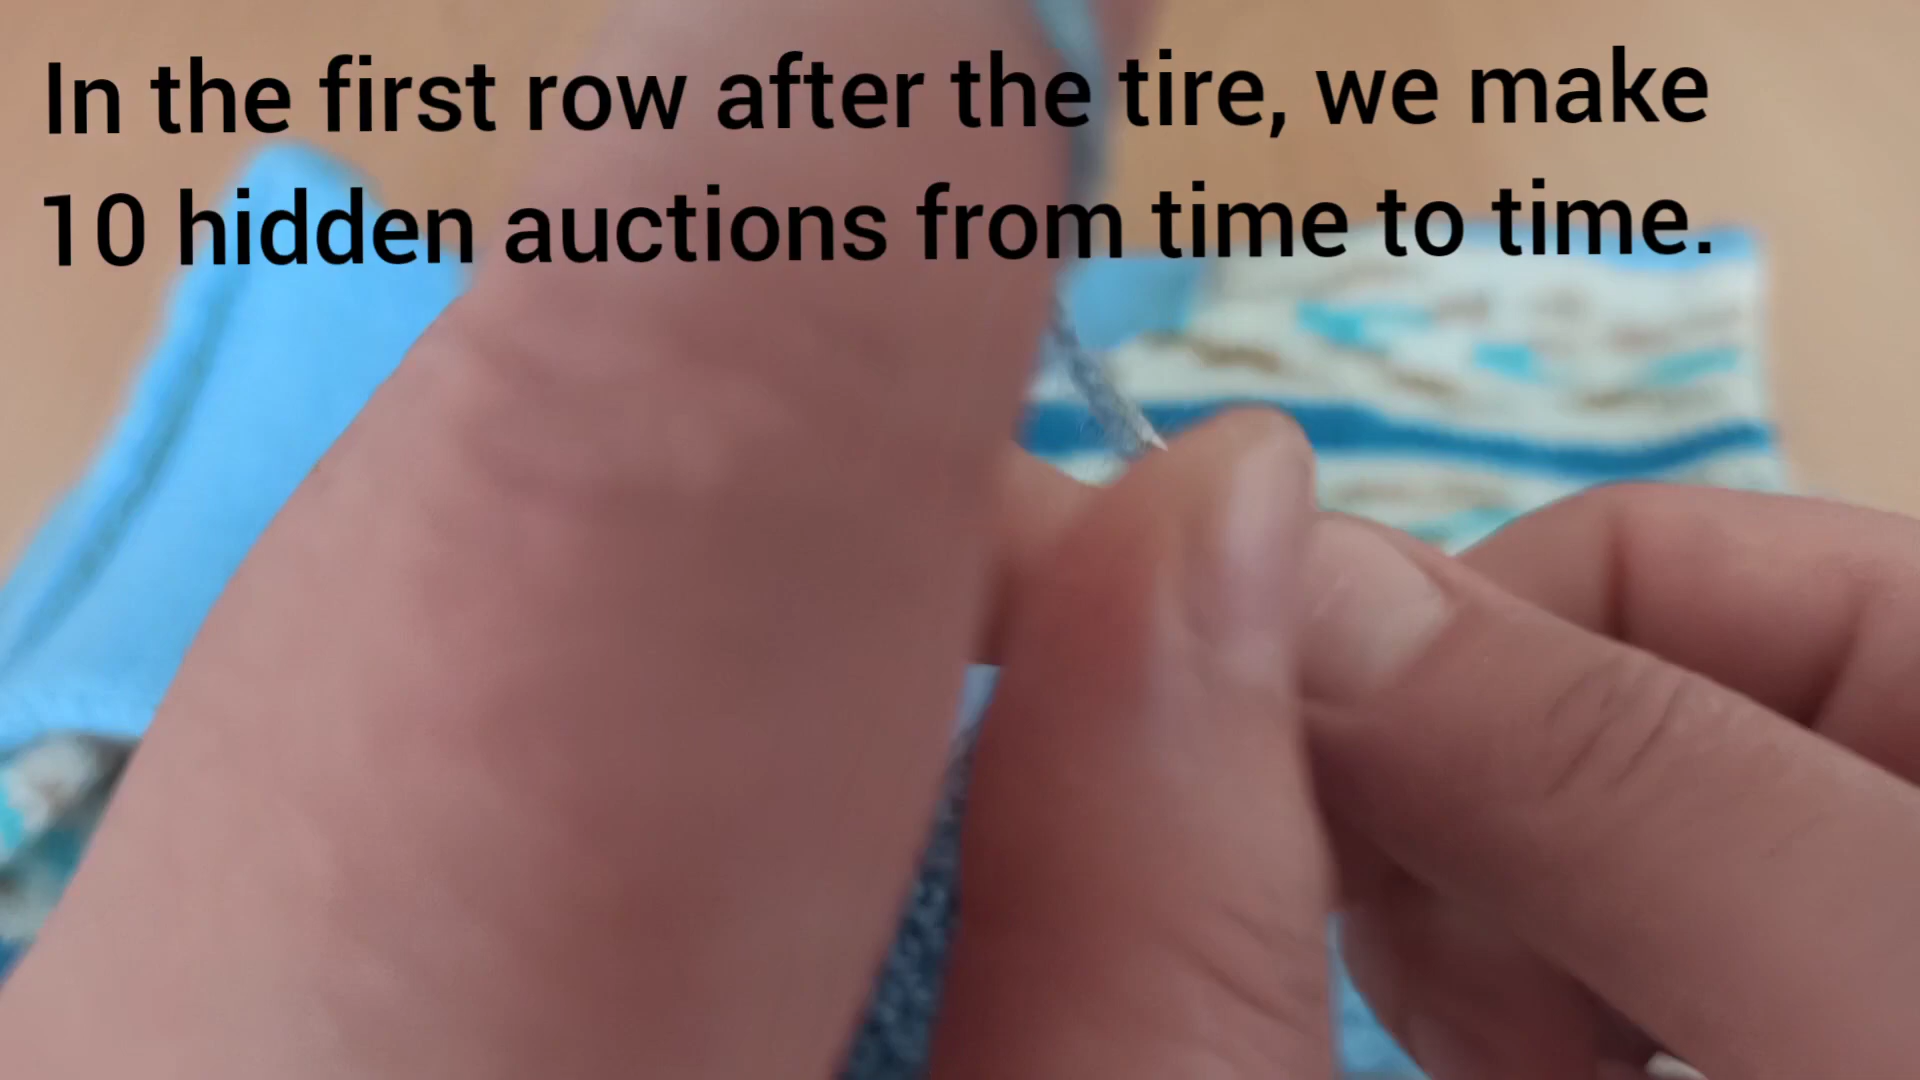 In the first row after the tire, we make
10 hidden auctions from time to time.